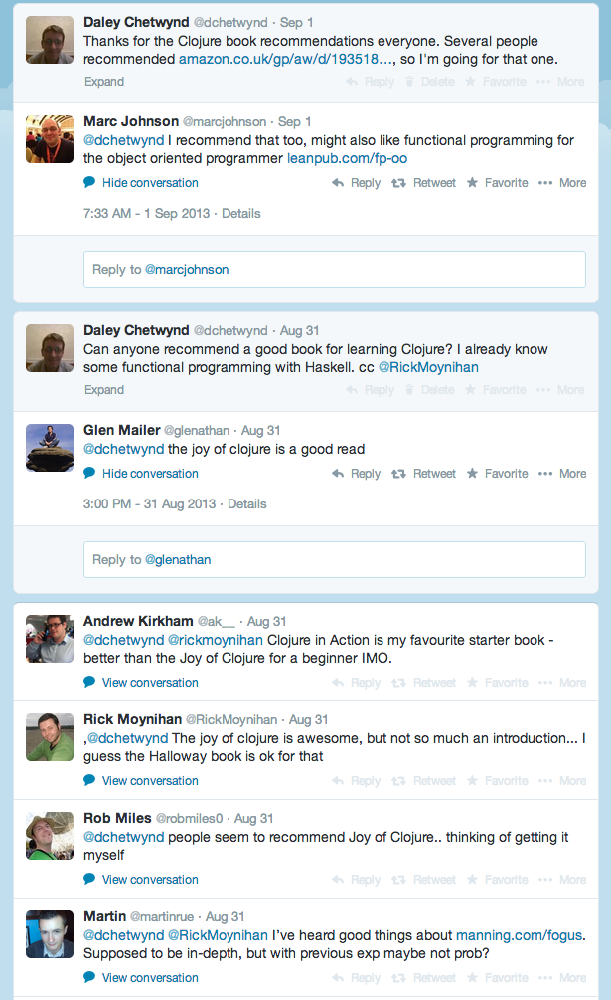 Daley Chetwynd @dchetwynd · Sep 1
Thanks for the Clojure book recommendations everyone. Several people
recommended amazon.co.uk/gp/aw/d/193518..., so I'm going for that one.
Expand Reply Delete Favorite More
Marc Johnson @marcjohnson · Sep 1
@dchetwynd I recommend that too, might also like functional programming for
the object oriented programmer leanpub.com/fp-oo
Hide conversation Reply Retweet Favorite More
7:33 AM - 1 Sep 2013 · Details
Reply to @marcjohnson
Daley Chetwynd @dchetwynd · Aug 31
Can anyone recommend a good book for learning Clojure? I already know
some functional programming with Haskell. cc @RickMoynihan
Expand Reply Delete Favorite More
Glen Mailer @glenathan · Aug 31
@dchetwynd the joy of clojure is a good read
Hide conversation Reply Retweet Favorite More
3:00 PM - 31 Aug 2013 · Details
Reply to @glenathan
Andrew Kirkham @ak__ · Aug 31
@dchetwynd @rickmoynihan Clojure in Action is my favourite starter book -
better than the Joy of Clojure for a beginner IMO.
View conversation Reply Retweet Favorite More
Rick Moynihan @RickMoynihan · Aug 31
,@dchetwynd The joy of clojure is awesome, but not so much an introduction... I
guess the Halloway book is ok for that
View conversation Reply Retweet Favorite More
Rob Miles @robmiles0 · Aug 31
@dchetwynd people seem to recommend Joy of Clojure.. thinking of getting it
myself
View conversation Reply Retweet Favorite More
Martin @martinrue · Aug 31
@dchetwynd @RickMoynihan I've heard good things about manning.com/fogus.
Supposed to be in-depth, but with previous exp maybe not prob?
View conversation Reply Retweet Favorite More